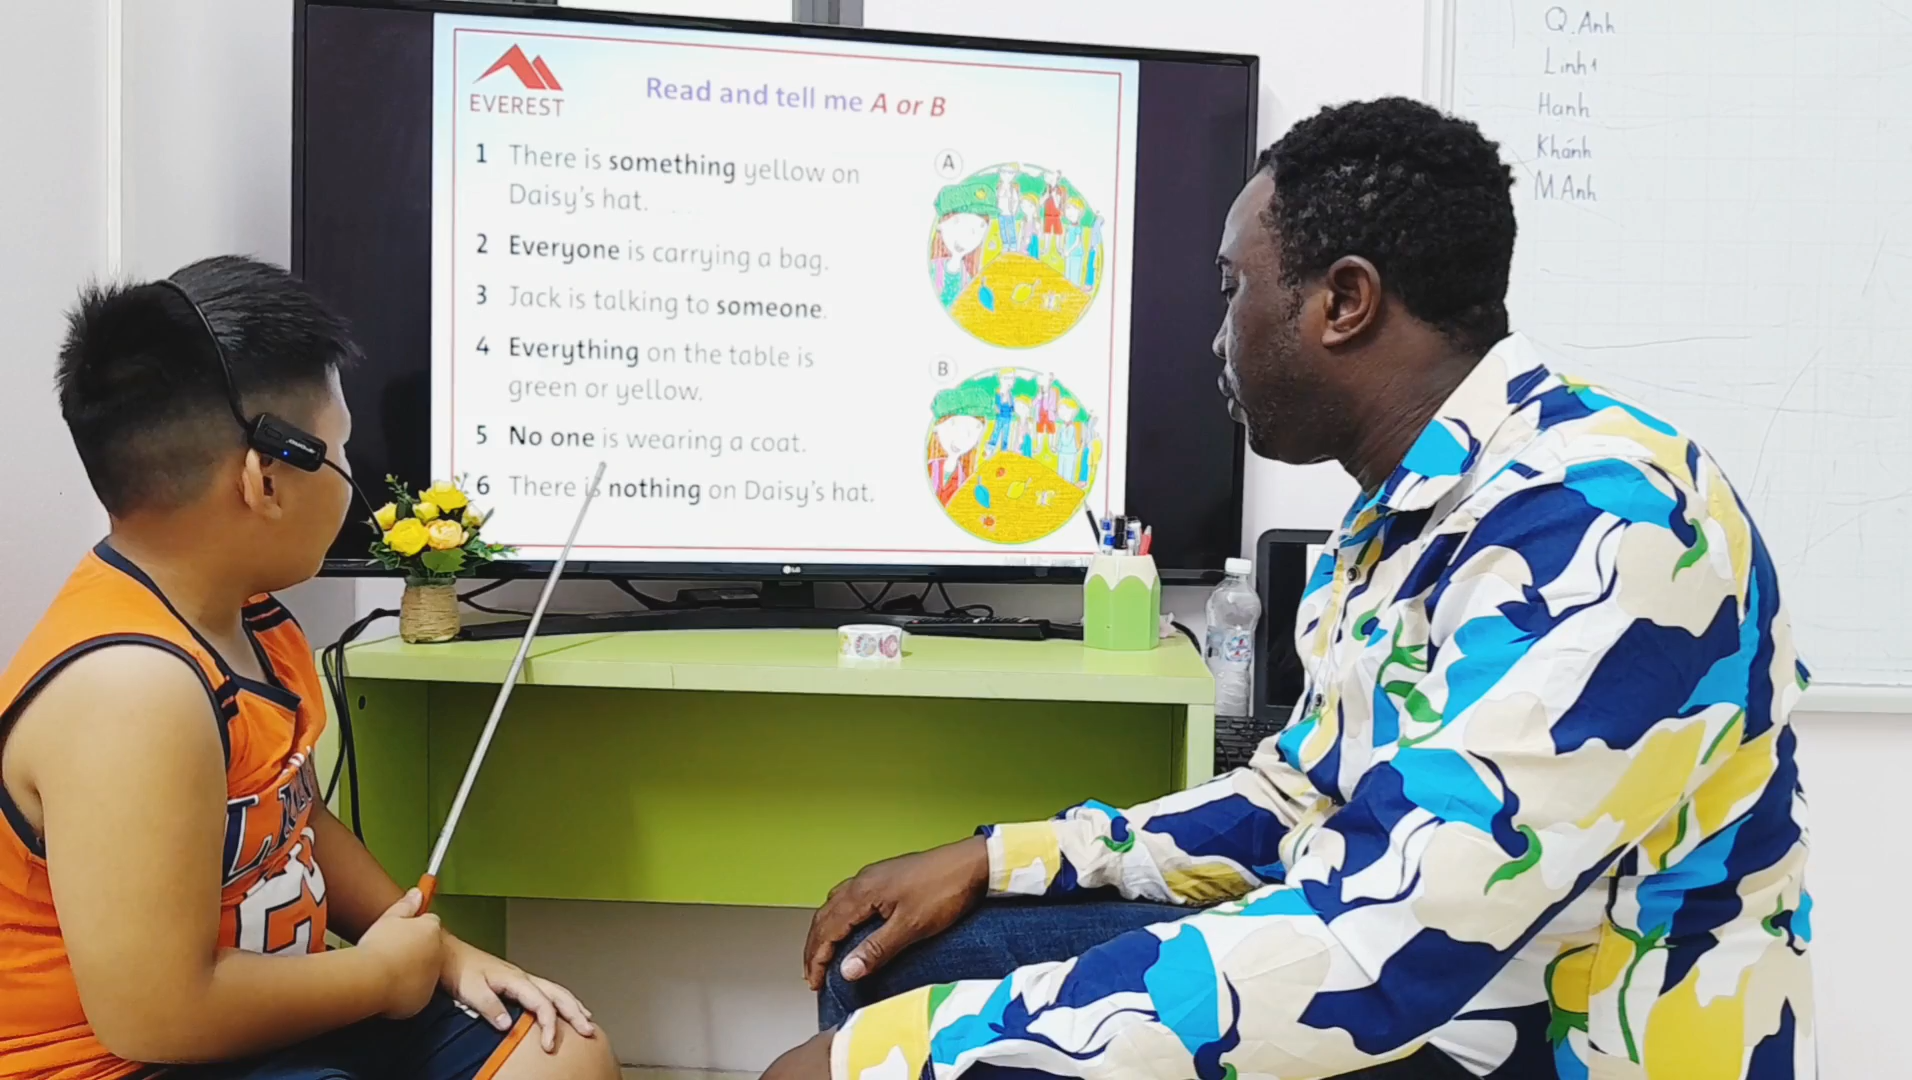 EVEREST
Read and tell me A or B
1 There is something yellow on
Daisy's hat.
2 Everyone is carrying a bag.
3 Jack is talking to someone.
4 Everything on the table is
green or yellow.
5 No one is wearing a coat.
6 There is nothing on Daisy's hat.
A
B
LG
Q.Anh
Linh
Hanh
Khánh
M.Anh